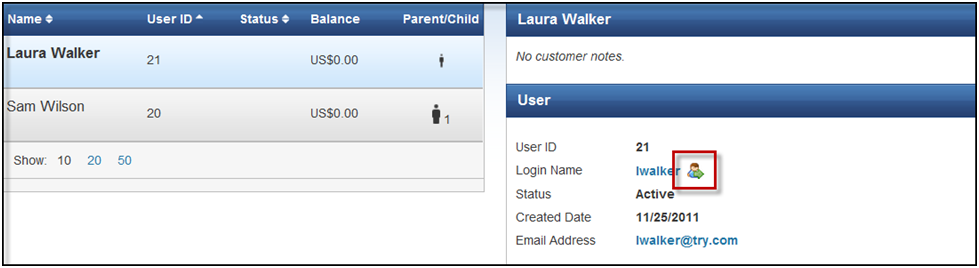 Name User ID Status Balance Parent/Child
Laura Walker 21 US$0.00
Sam Wilson 20 US$0.00 1
Show: 10 20 50
Laura Walker
No customer notes.
User
User ID 21
Login Name lwalker
Status Active
Created Date 11/25/2011
Email Address lwalker@try.com